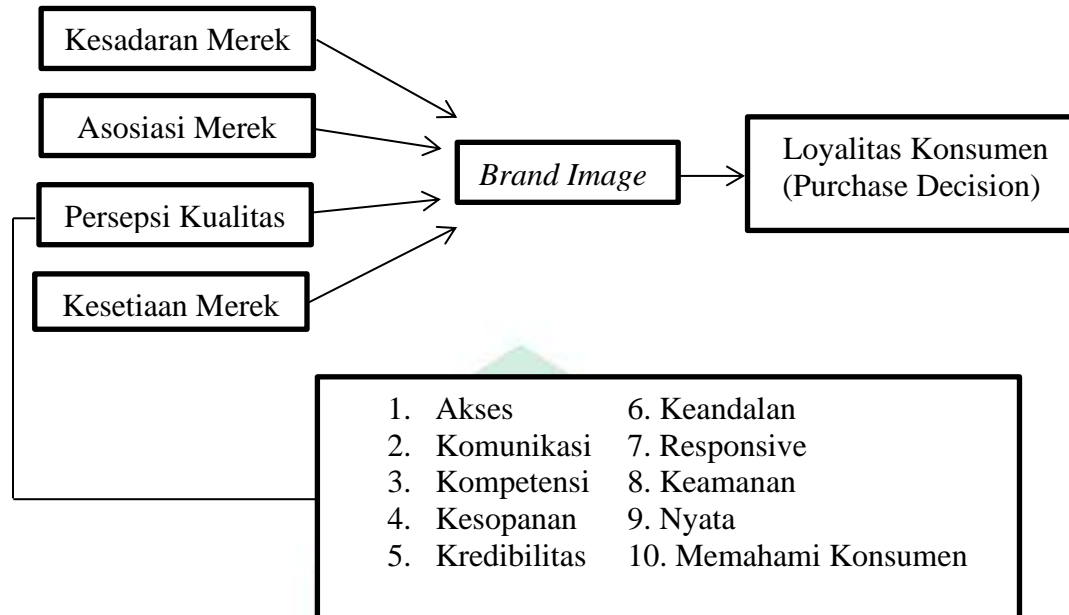 Kesadaran Merek
Asosiasi Merek
Persepsi Kualitas
Kesetiaan Merek
Brand Image
Loyalitas Konsumen
(Purchase Decision)
1. Akses 6. Keandalan
2. Komunikasi 7. Responsive
3. Kompetensi 8. Keamanan
4. Kesopanan 9. Nyata
5. Kredibilitas 10. Memahami Konsumen